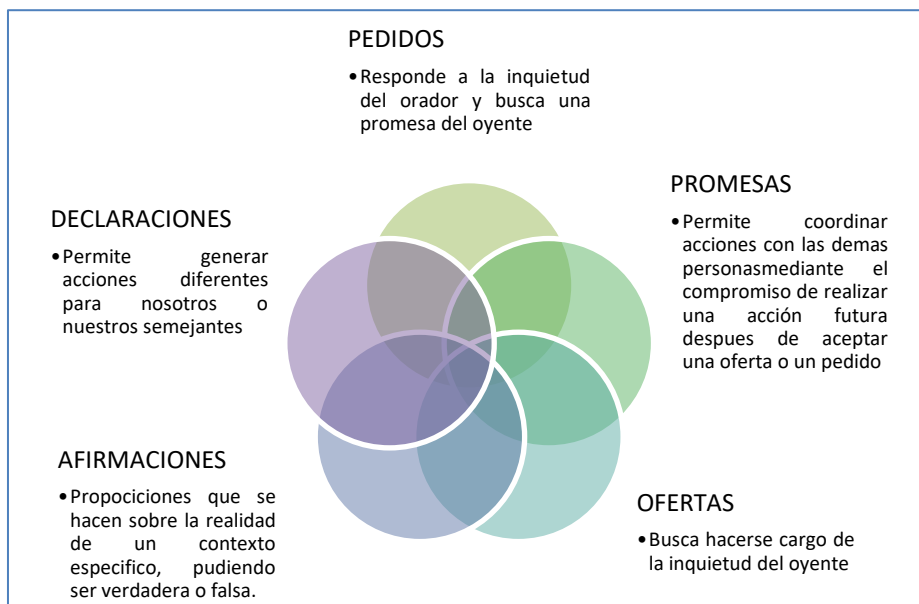 PEDIDOS
•Responde a la inquietud
del orador y busca una
promesa del oyente
PROMESAS
•Permite coordinar
acciones con las demas
personasmediante el
compromiso de realizar
una acción futura
despues de aceptar
una oferta o un pedido
OFERTAS
•Busca hacerse cargo de
la inquietud del oyente
AFIRMACIONES
•Propociciones que se
hacen sobre la realidad
de un contexto
especifico, pudiendo
ser verdadera o falsa.
DECLARACIONES
•Permite generar
acciones diferentes
para nosotros o
nuestros semejantes